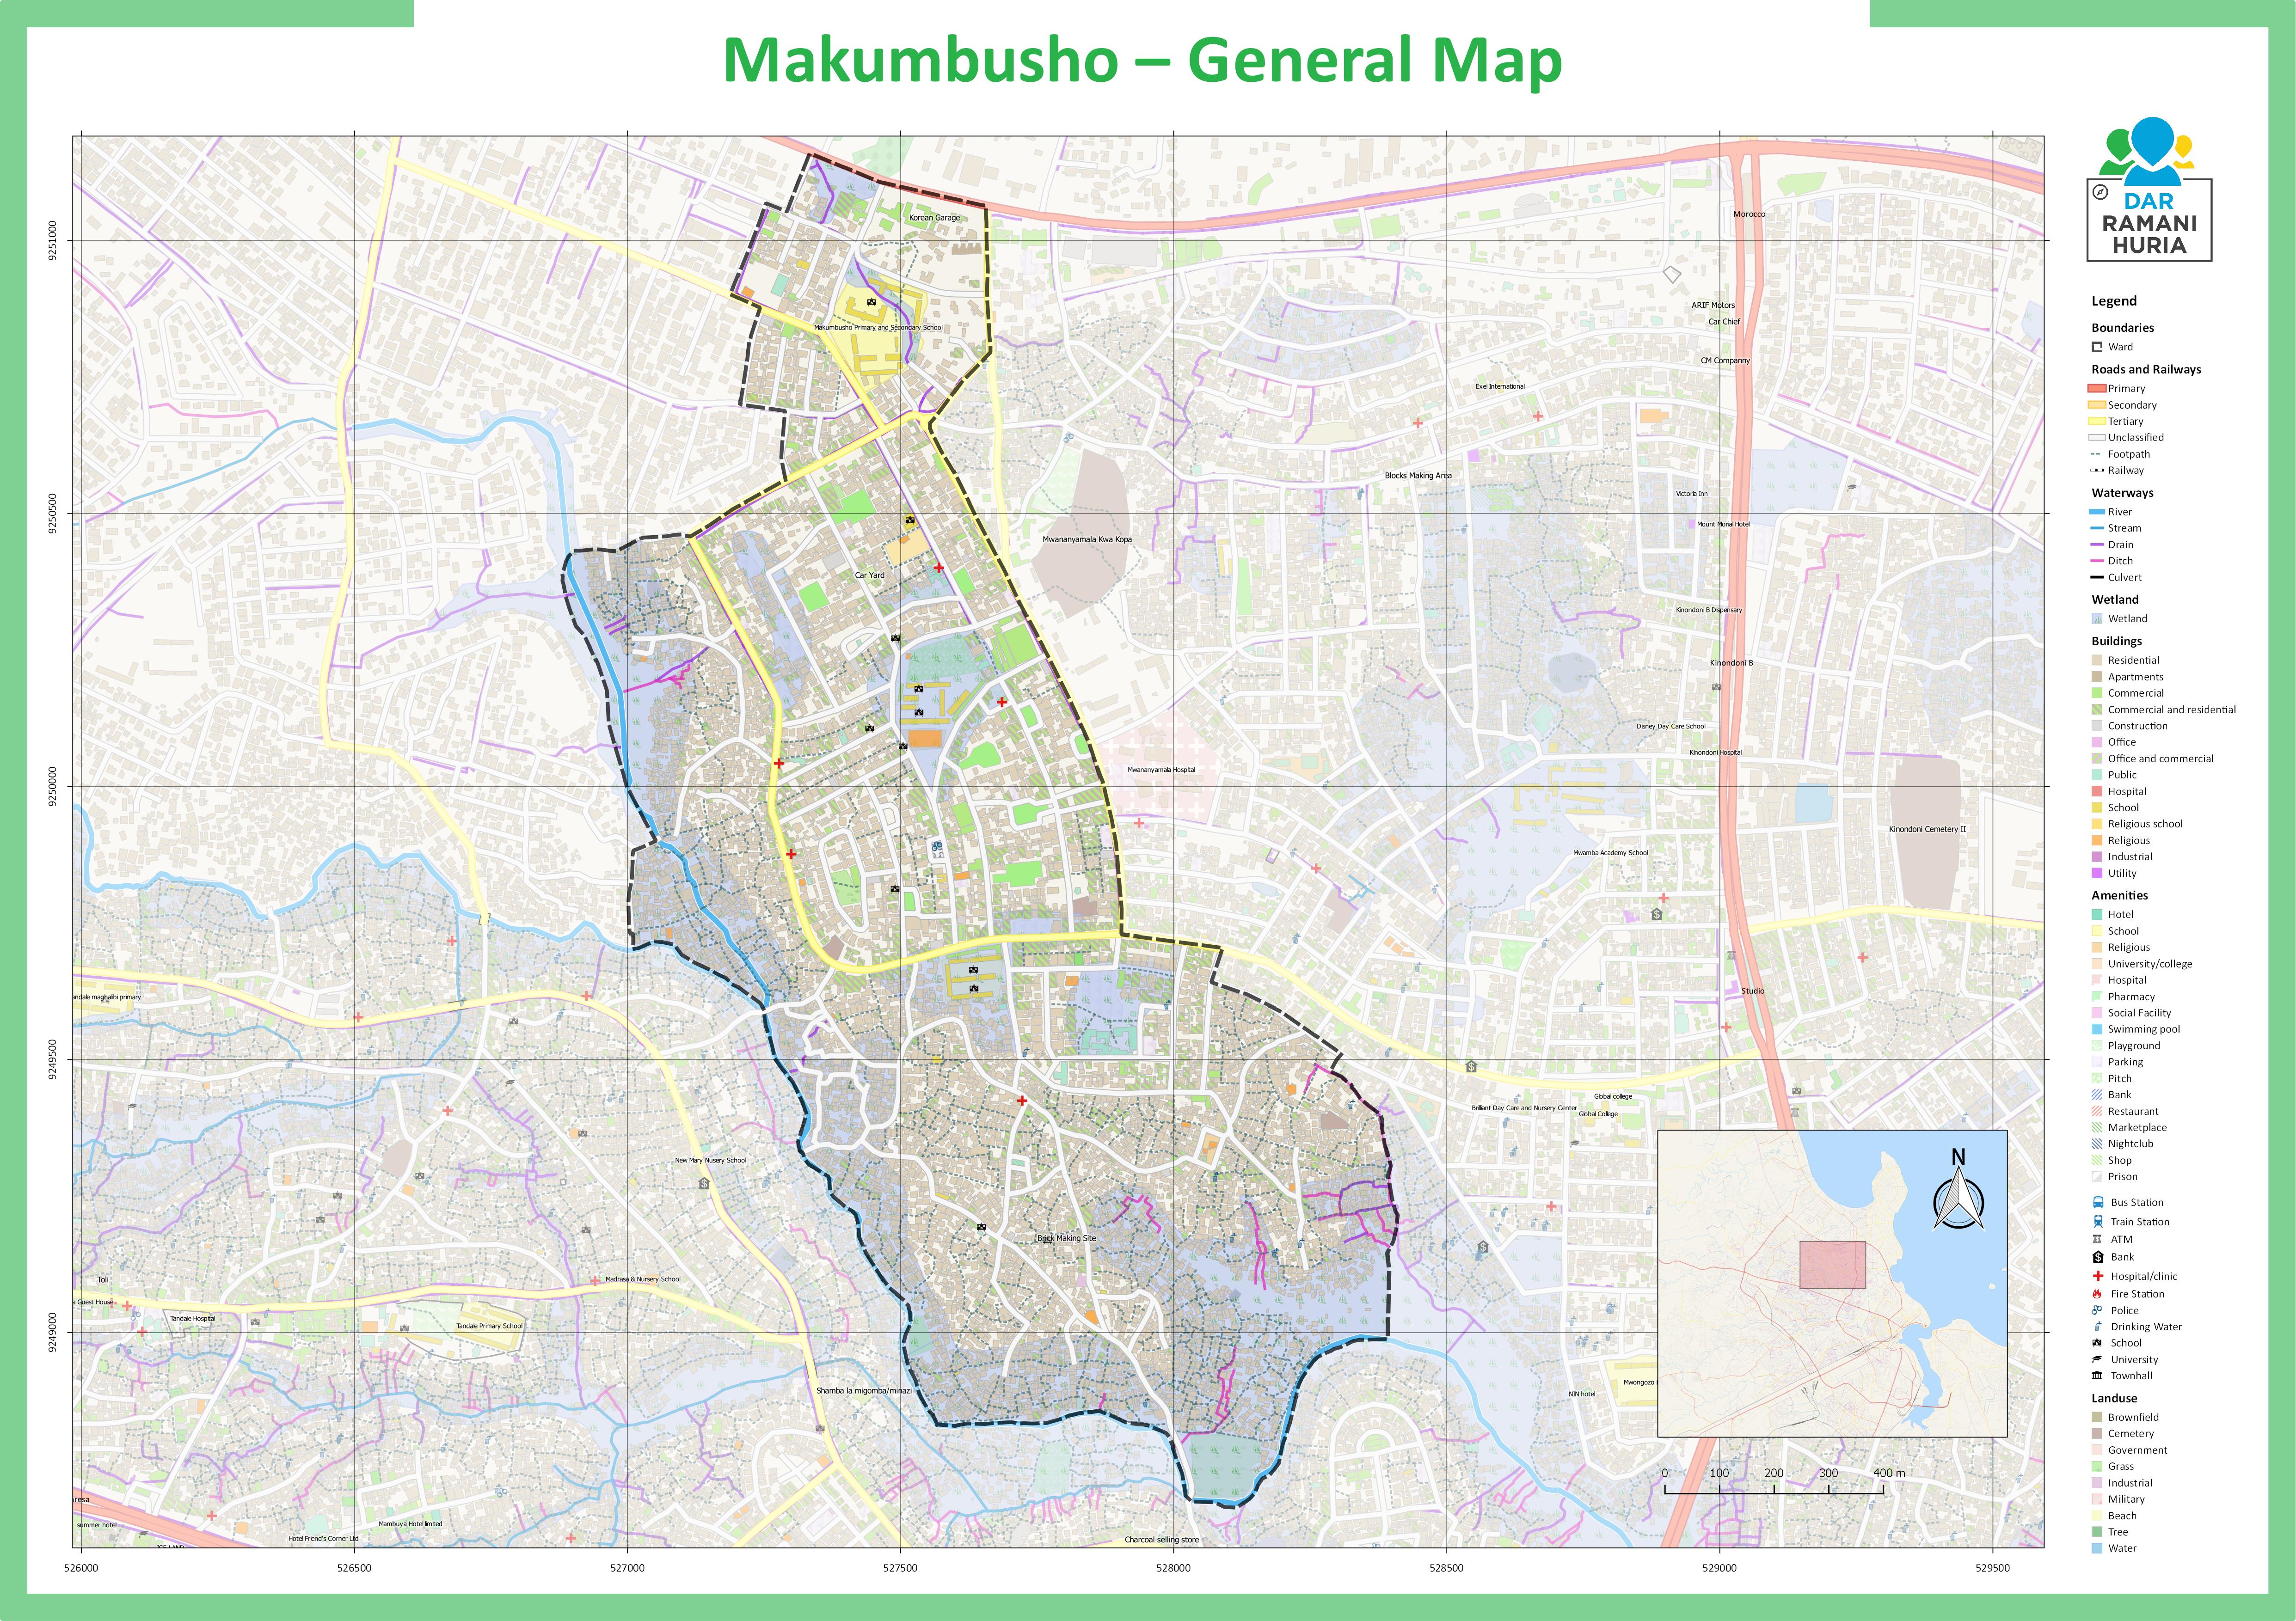 Makumbusho – General Map
DAR
RAMANI
HURIA
Korean Garage
Makumbusho Primary and Secondary School
Morocco
ARIF Motors
Car Chief
CM Companny
Exel International
Blocks Making Area
Victoria Inn
Mount Morial Hotel
Mwananyamala Kwa Kopa
Car Yard
Kinondoni B Dispensary
Kinondoni B
Disney Day Care School
Kinondoni Hospital
Mwananyamala Hospital
Kinondoni Cemetery II
Mwamba Academy School
Studio
andale maghalibi primary
Global college
Brilliant Day Care and Nursery Center
Global College
New Mary Nusery School
Brick Making Site
Toli
Madrasa & Nursery School
a Guest House
Tandale Hospital
Tandale Primary School
Shamba la migomba/minazi
Mwongozo
NIN hotel
aresa
summer hotel
Mambuya Hotel limited
Hotel Friend's Corner Ltd
Charcoal selling store
9251000
9250500
9250000
9249500
9249000
526000
526500
527000
527500
528000
528500
529000
529500
N
0 100 200 300 400 m
Legend
Boundaries
Ward
Roads and Railways
Primary
Secondary
Tertiary
Unclassified
Footpath
Railway
Waterways
River
Stream
Drain
Ditch
Culvert
Wetland
Wetland
Buildings
Residential
Apartments
Commercial
Commercial and residential
Construction
Office
Office and commercial
Public
Hospital
School
Religious school
Religious
Industrial
Utility
Amenities
Hotel
School
Religious
University/college
Hospital
Pharmacy
Social Facility
Swimming pool
Playground
Parking
Pitch
Bank
Restaurant
Marketplace
Nightclub
Shop
Prison
Bus Station
Train Station
ATM
Bank
Hospital/clinic
Fire Station
Police
Drinking Water
School
University
Townhall
Landuse
Brownfield
Cemetery
Government
Grass
Industrial
Military
Beach
Tree
Water